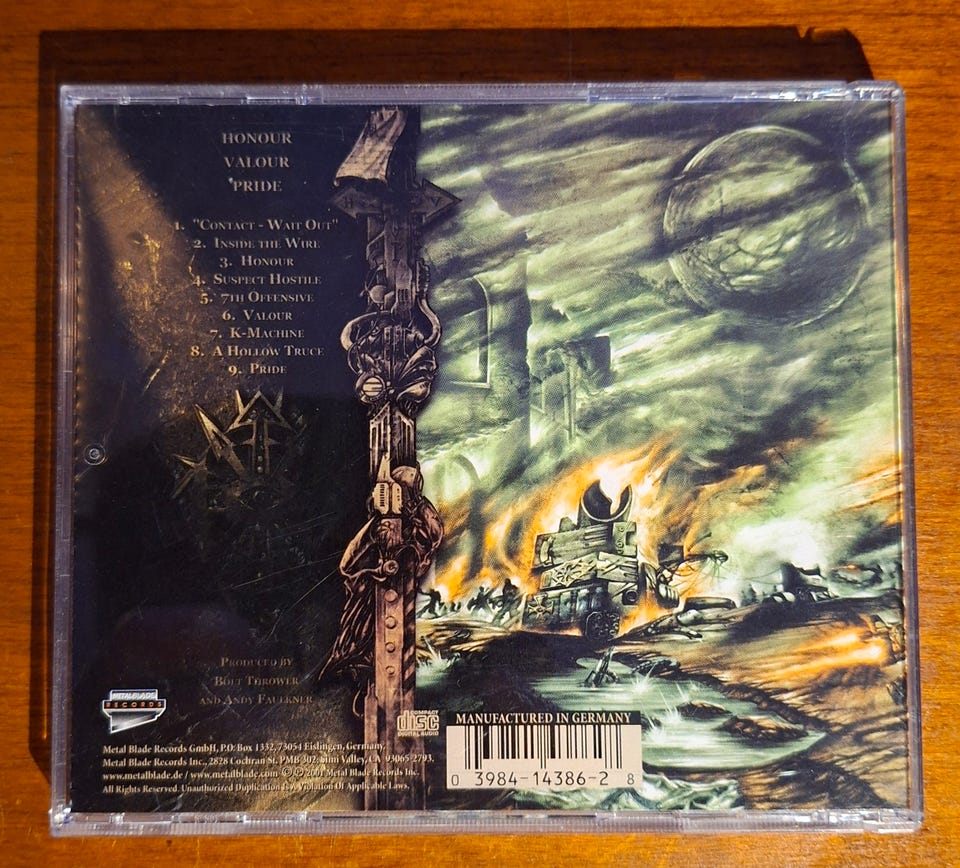 HONOUR
VALOUR
PRIDE
1. "CONTACT - WAIT OUT"
2. INSIDE THE WIRE
3. HONOUR
4. SUSPECT HOSTILE
5. 7TH OFFENSIVE
6. VALOUR
7. K-MACHINE
8. A HOLLOW TRUCE
9. PRIDE
PRODUCED BY
BOLT THROWER
AND ANDY FAULKNER
METAL BLADE
RECORDS
COMPACT
disc
DIGITAL AUDIO
MANUFACTURED IN GERMANY
0 3984-14386-2 8
Metal Blade Records GmbH, P.O. Box 1332, 73054 Eislingen, Germany.
Metal Blade Records Inc., 2828 Cochran St. PMB 302, Simi Valley, CA 93065-2793.
www.metalblade.de / www.metalblade.com ℗ © 2001 Metal Blade Records Inc.
All Rights Reserved. Unauthorized Duplication Is A Violation Of Applicable Laws.